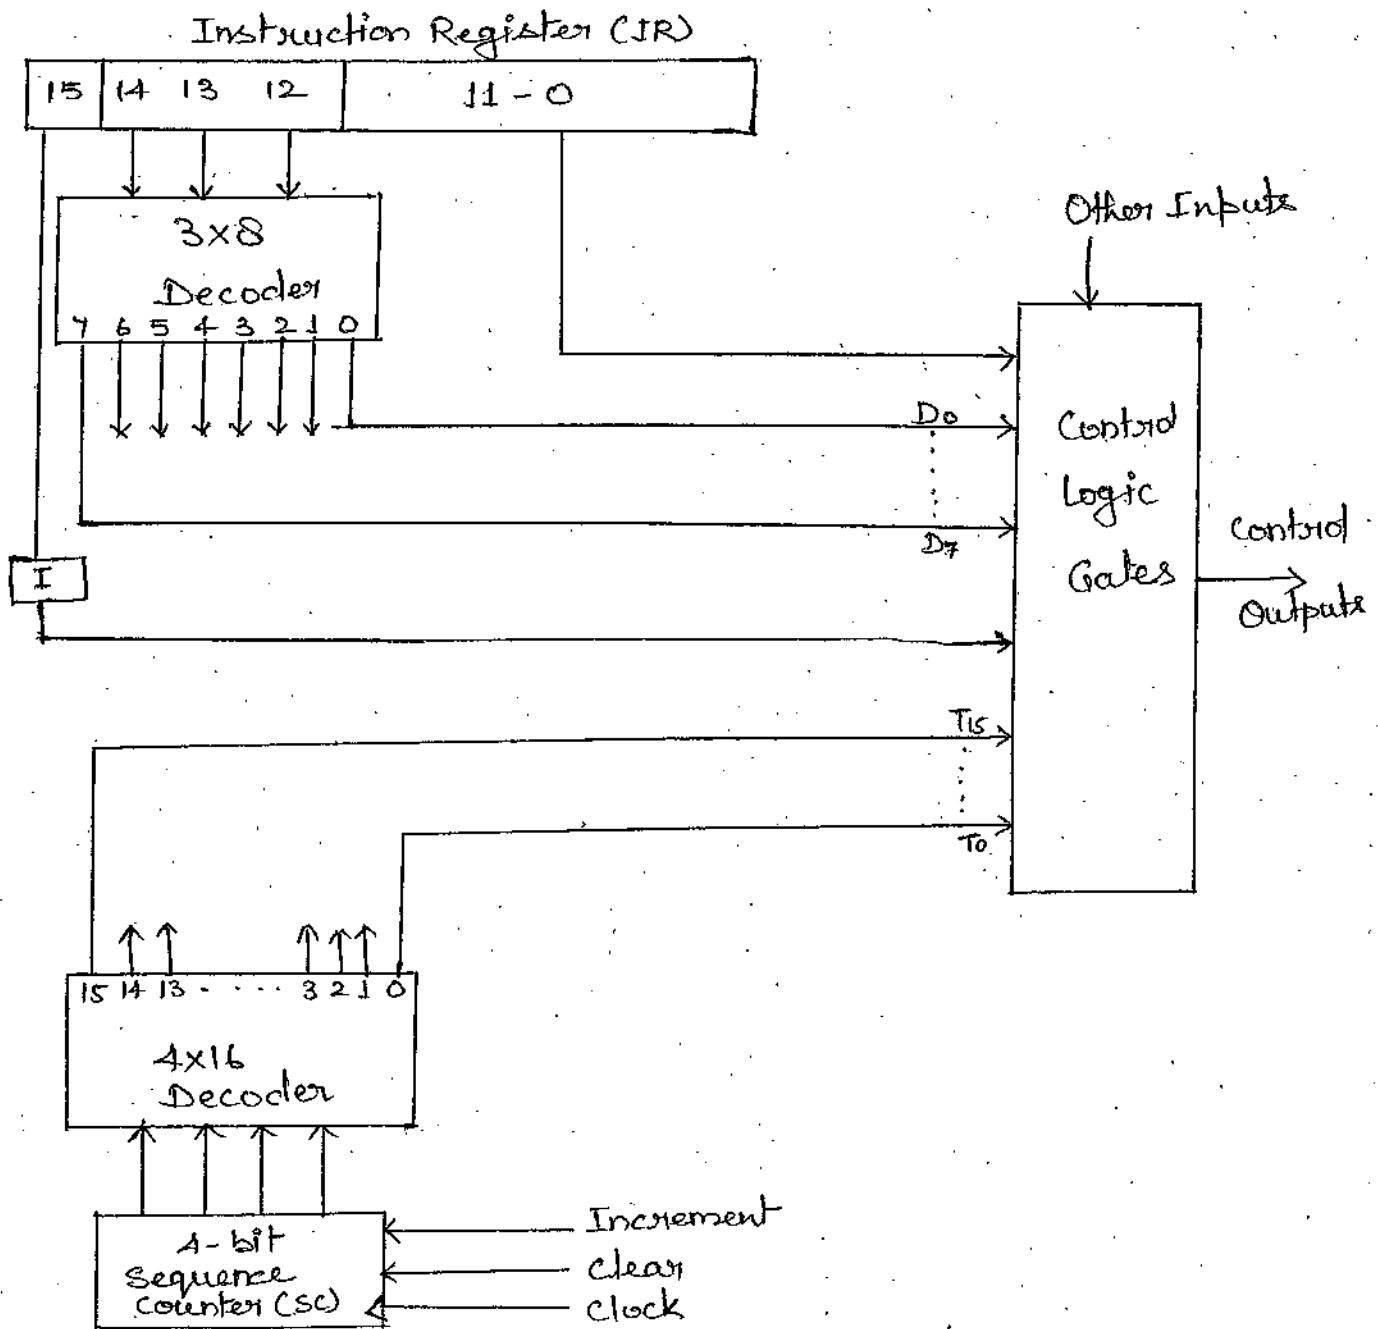 Instruction Register (IR)
15 14 13 12 11-0
3x8
Decoder
7 6 5 4 3 2 1 0
Other Inputs
D0
D7
Control
Logic
Gates
Control
Outputs
I
T15
T0
15 14 13 - . . . . 3 2 1 0
4x16
Decoder
4-bit
Sequence
Counter (SC)
Increment
Clear
Clock